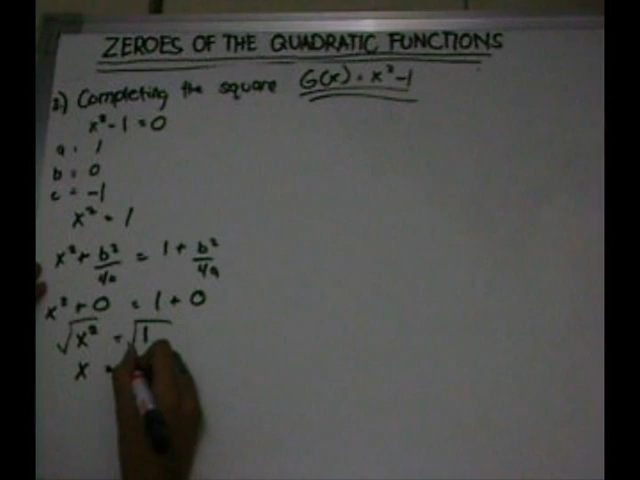 ZEROES OF THE QUADRATIC FUNCTIONS
2.) Completing the square G(x) = x² - 1
x² - 1 = 0
a = 1
b = 0
c = -1
x² = 1
x² + b²/4a = 1 + b²/4a
x² + 0 = 1 + 0
√x² = √1
x =